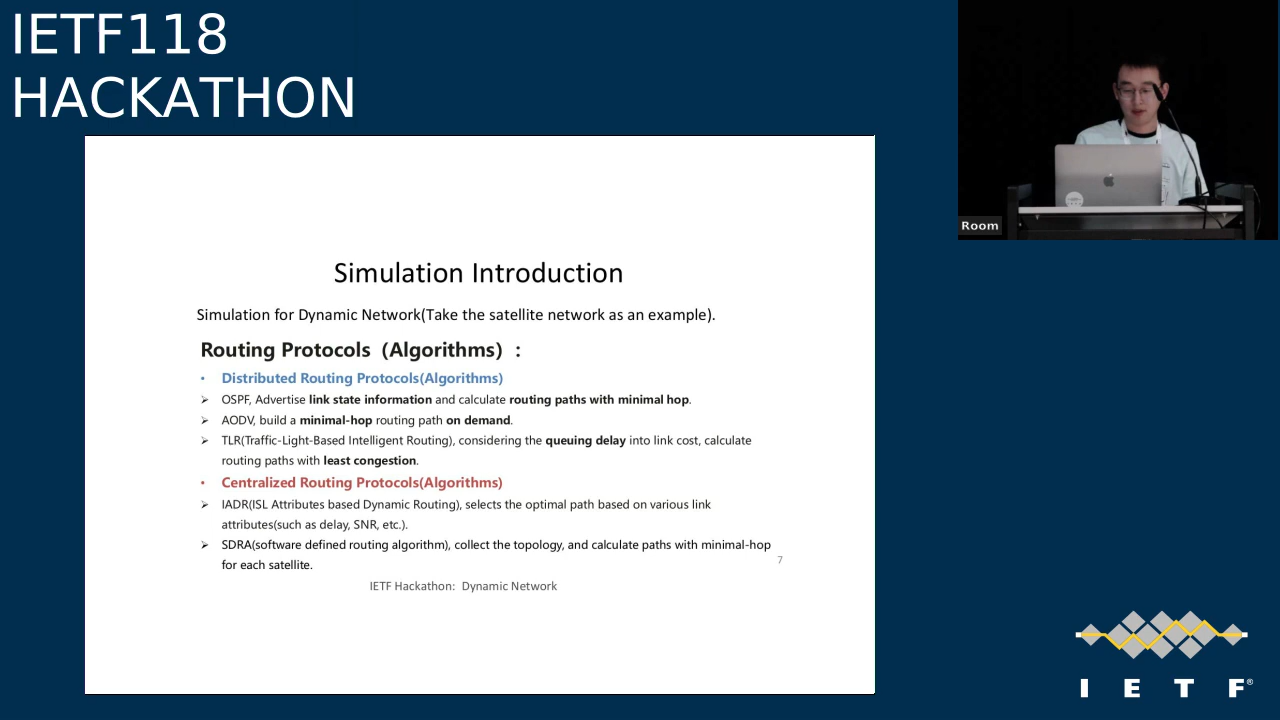 IETF118
HACKATHON
Room
Simulation Introduction
Simulation for Dynamic Network(Take the satellite network as an example).
Routing Protocols (Algorithms) :
• Distributed Routing Protocols(Algorithms)
➢ OSPF, Advertise link state information and calculate routing paths with minimal hop.
➢ AODV, build a minimal-hop routing path on demand.
➢ TLR(Traffic-Light-Based Intelligent Routing), considering the queuing delay into link cost, calculate
routing paths with least congestion.
• Centralized Routing Protocols(Algorithms)
➢ IADR(ISL Attributes based Dynamic Routing), selects the optimal path based on various link
attributes(such as delay, SNR, etc.).
➢ SDRA(software defined routing algorithm), collect the topology, and calculate paths with minimal-hop
for each satellite.
7
IETF Hackathon: Dynamic Network
I E T F®